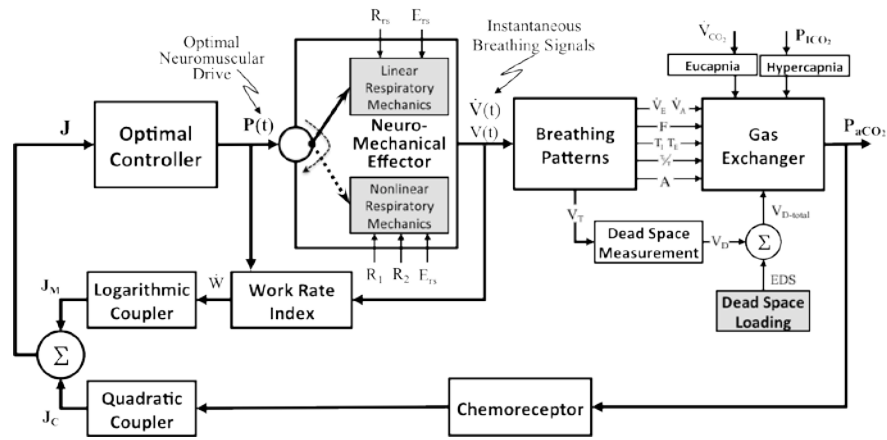 R_rs E_rs
Instantaneous
Breathing Signals
V̇_CO₂ P_ICO₂
Optimal
Neuromuscular
Drive
Eucapnia Hypercapnia
Linear
Respiratory
Mechanics
J
Optimal
Controller
P(t)
Neuro-
Mechanical
Effector
V̇(t)
V(t)
Breathing
Patterns
V̇_E V̇_A
F
T_I T_E
A
Gas
Exchanger
P_aCO₂
Nonlinear
Respiratory
Mechanics
V_T
Dead Space
Measurement
V_D
Σ
V_D-total
R₁ R₂ E_rs
EDS
Dead Space
Loading
J_M
Logarithmic
Coupler
Ẇ
Work Rate
Index
Σ
J_C
Quadratic
Coupler
Chemoreceptor